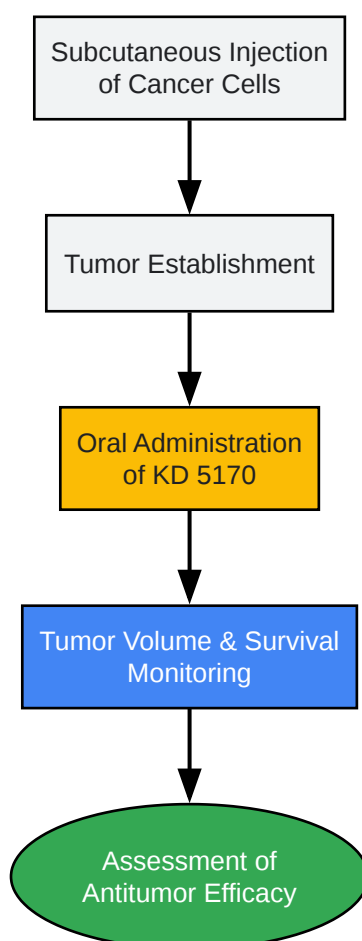 Subcutaneous Injection
of Cancer Cells
Tumor Establishment
Oral Administration
of KD 5170
Tumor Volume & Survival
Monitoring
Assessment of
Antitumor Efficacy